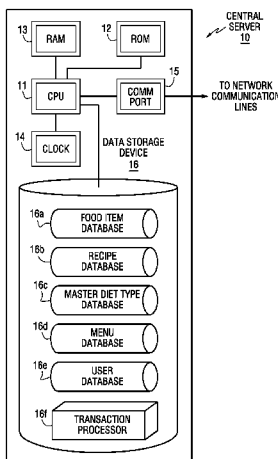 13
RAM
12
ROM
CENTRAL
SERVER
10
11
CPU
15
COMM
PORT
TO NETWORK
COMMUNICATION
LINES
14
CLOCK
DATA STORAGE
DEVICE
16
16a
FOOD ITEM
DATABASE
16b
RECIPE
DATABASE
16c
MASTER DIET TYPE
DATABASE
16d
MENU
DATABASE
16e
USER
DATABASE
16f
TRANSACTION
PROCESSOR